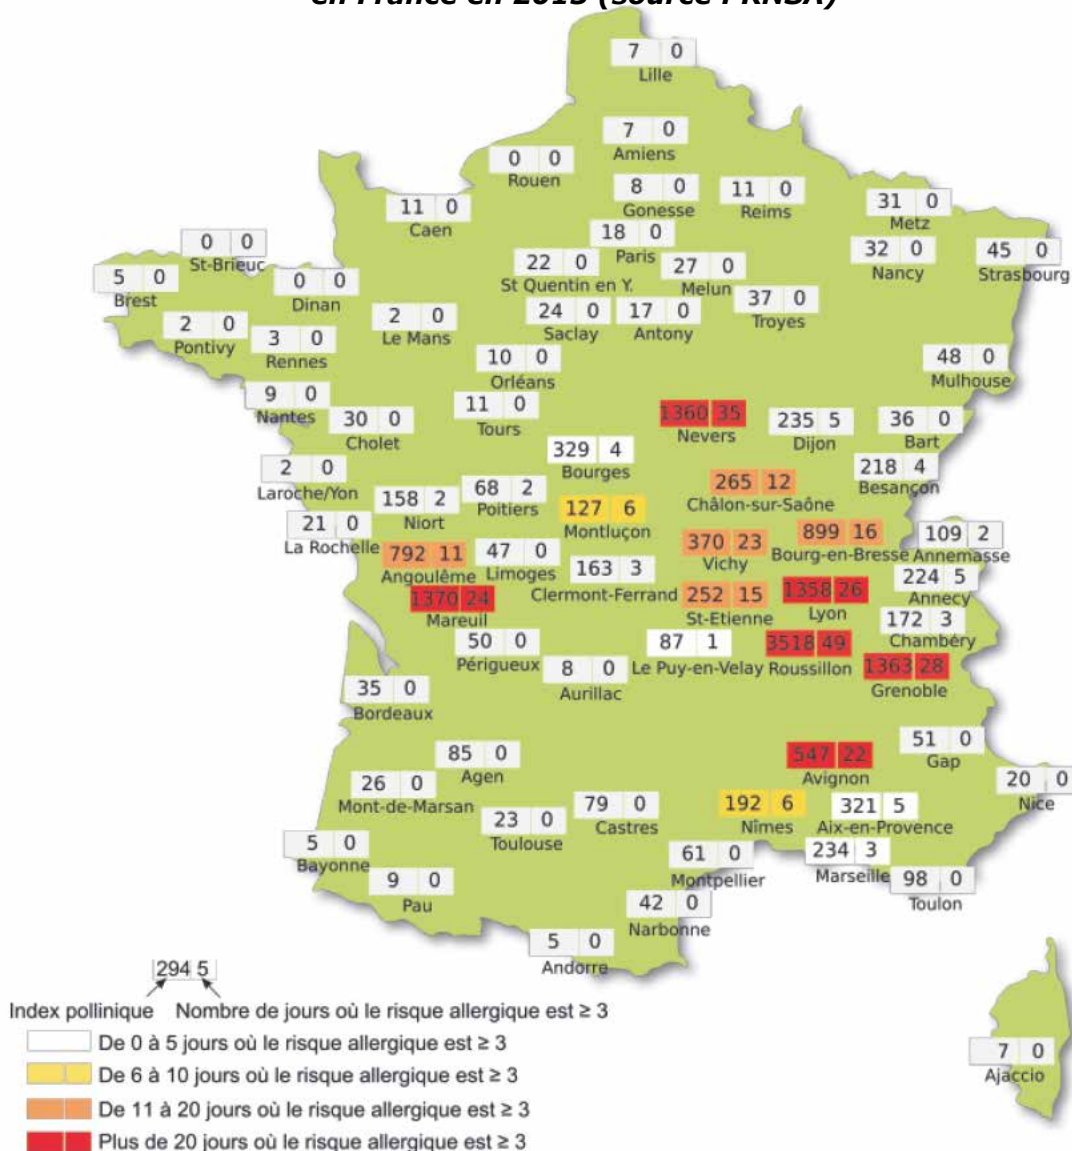 en France en 2015 (source : RNSA)
7 0
Lille
7 0
Amiens
0 0
Rouen
8 0
Gonesse
11 0
Reims
31 0
Metz
11 0
Caen
18 0
Paris
32 0
Nancy
45 0
Strasbourg
0 0
St-Brieuc
5 0
Brest
0 0
Dinan
22 0
St Quentin en Y.
27 0
Melun
37 0
Troyes
2 0
Pontivy
3 0
Rennes
2 0
Le Mans
24 0
Saclay
17 0
Antony
10 0
Orléans
48 0
Mulhouse
9 0
Nantes
30 0
Cholet
11 0
Tours
1360 35
Nevers
235 5
Dijon
36 0
Bart
329 4
Bourges
218 4
Besançon
2 0
Laroche/Yon
158 2
Niort
68 2
Poitiers
127 6
Montluçon
265 12
Châlon-sur-Saône
21 0
La Rochelle
792 11
Angoulême
47 0
Limoges
163 3
Clermont-Ferrand
370 23
Vichy
899 16
Bourg-en-Bresse
109 2
Annemasse
224 5
Annecy
1370 24
Mareuil
252 15
St-Etienne
1358 26
Lyon
172 3
Chambéry
50 0
Périgueux
8 0
Aurillac
87 1
Le Puy-en-Velay
3518 49
Roussillon
1363 28
Grenoble
35 0
Bordeaux
85 0
Agen
547 22
Avignon
51 0
Gap
20 0
Nice
26 0
Mont-de-Marsan
23 0
Toulouse
79 0
Castres
192 6
Nîmes
321 5
Aix-en-Provence
5 0
Bayonne
9 0
Pau
61 0
Montpellier
234 3
Marseille
98 0
Toulon
42 0
Narbonne
5 0
Andorre
7 0
Ajaccio
294 5
Index pollinique Nombre de jours où le risque allergique est ≥ 3
De 0 à 5 jours où le risque allergique est ≥ 3
De 6 à 10 jours où le risque allergique est ≥ 3
De 11 à 20 jours où le risque allergique est ≥ 3
Plus de 20 jours où le risque allergique est ≥ 3